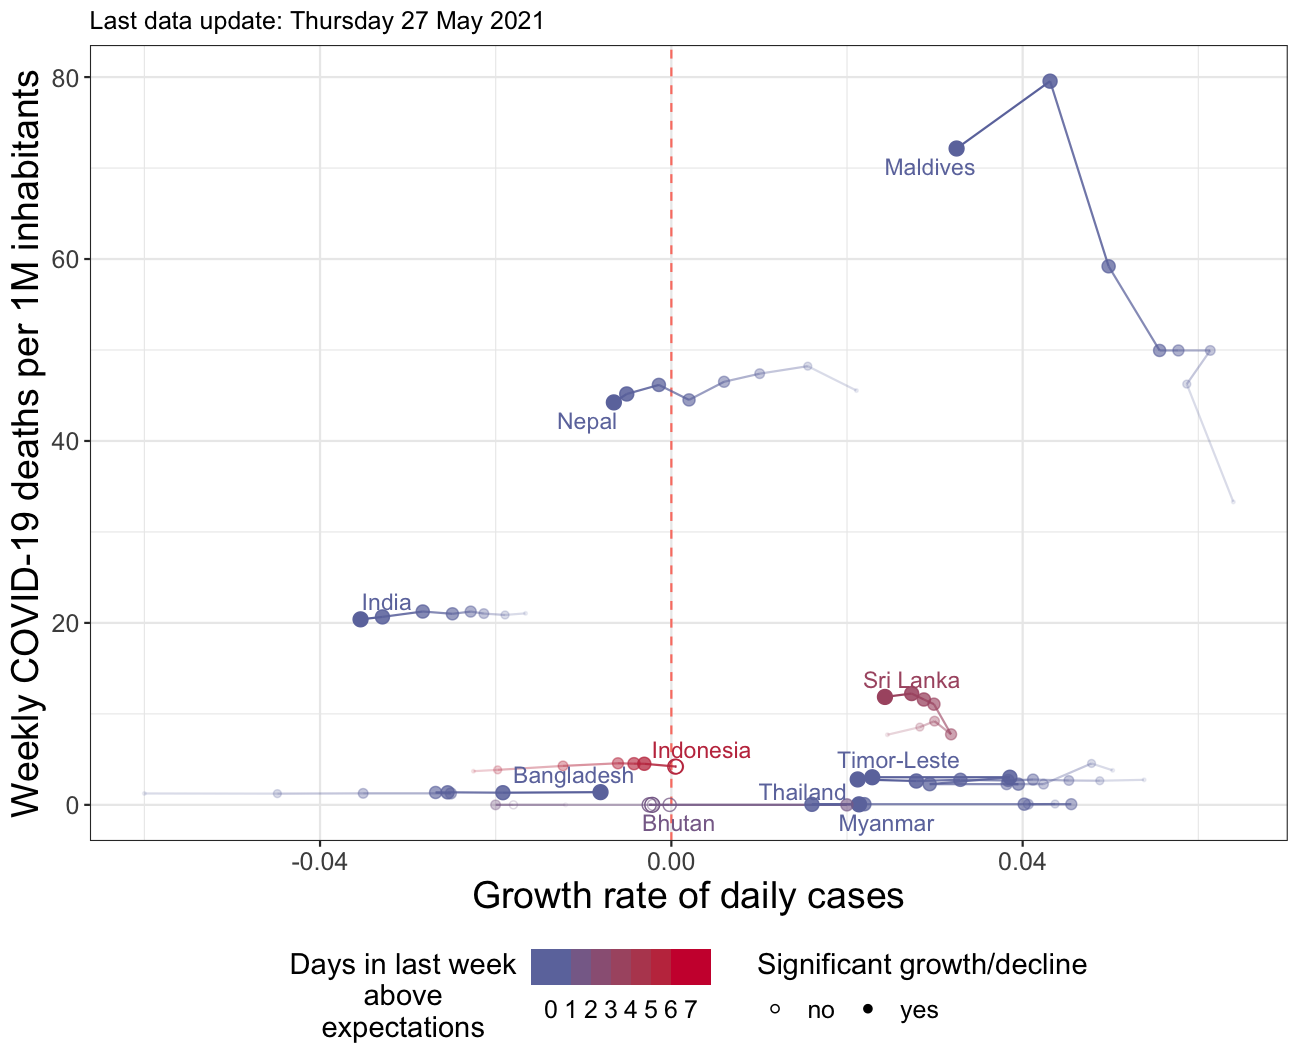 Last data update: Thursday 27 May 2021
Weekly COVID-19 deaths per 1M inhabitants
80
60
40
20
0
Maldives
Nepal
India
Sri Lanka
Indonesia
Timor-Leste
Bangladesh
Thailand
Bhutan
Myanmar
-0.04
0.00
0.04
Growth rate of daily cases
Days in last week
above
expectations
0 1 2 3 4 5 6 7
Significant growth/decline
no
yes